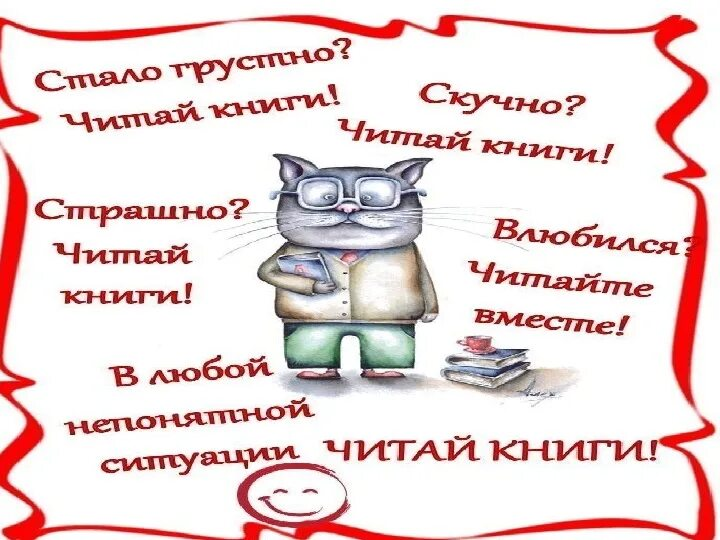 Стало грустно?
Читай книги!
Скучно?
Читай книги!
Страшно?
Читай
книги!
Влюбился?
Читайте
вместе!
В любой
непонятной
ситуации
ЧИТАЙ КНИГИ!